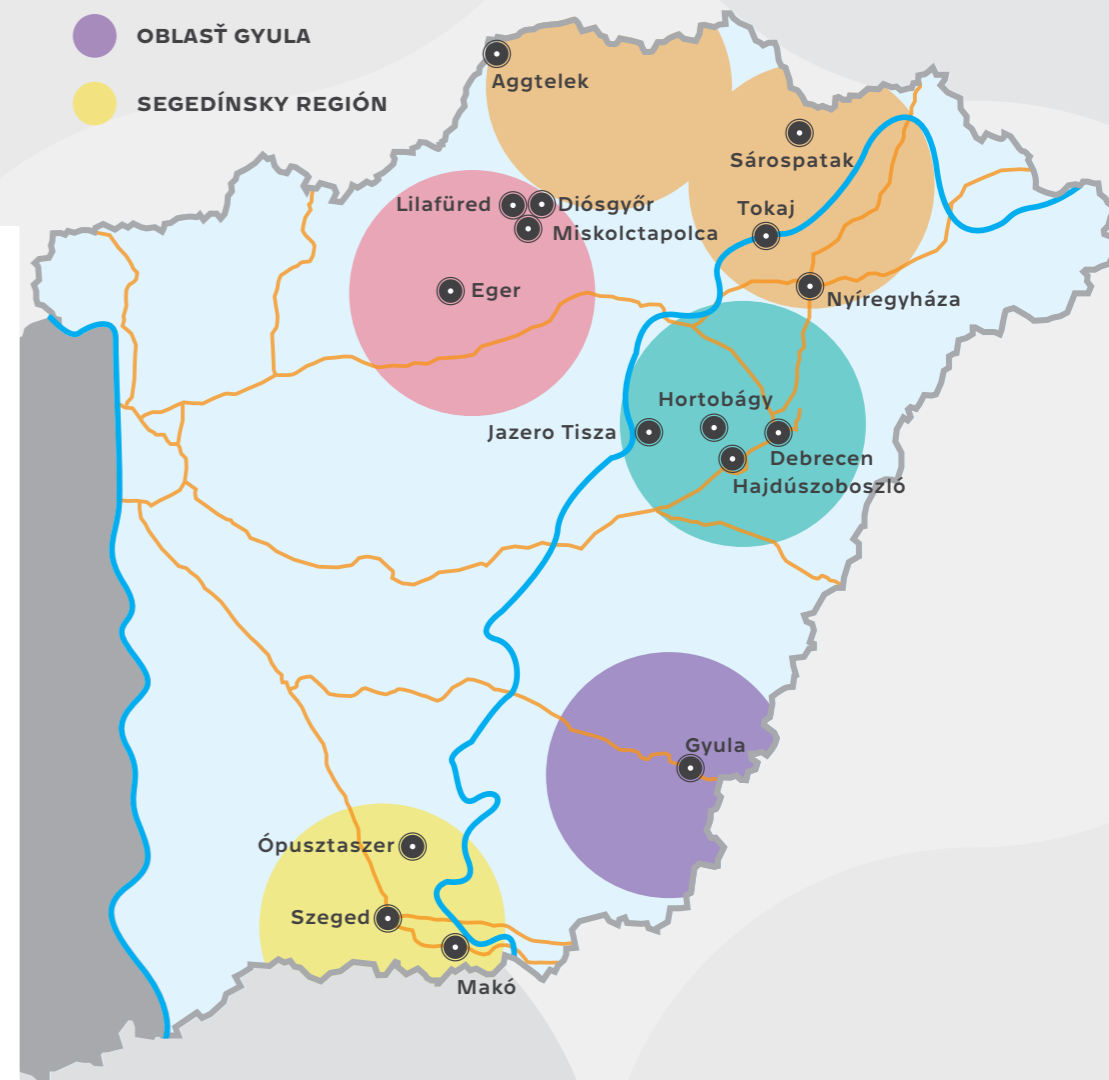 OBLASŤ GYULA
SEGEDÍNSKY REGIÓN
Aggtelek
Sárospatak
Lilafüred
Diósgyőr
Tokaj
Miskolctapolca
Eger
Nyíregyháza
Hortobágy
Jazero Tisza
Debrecen
Hajdúszoboszló
Gyula
Ópusztaszer
Szeged
Makó